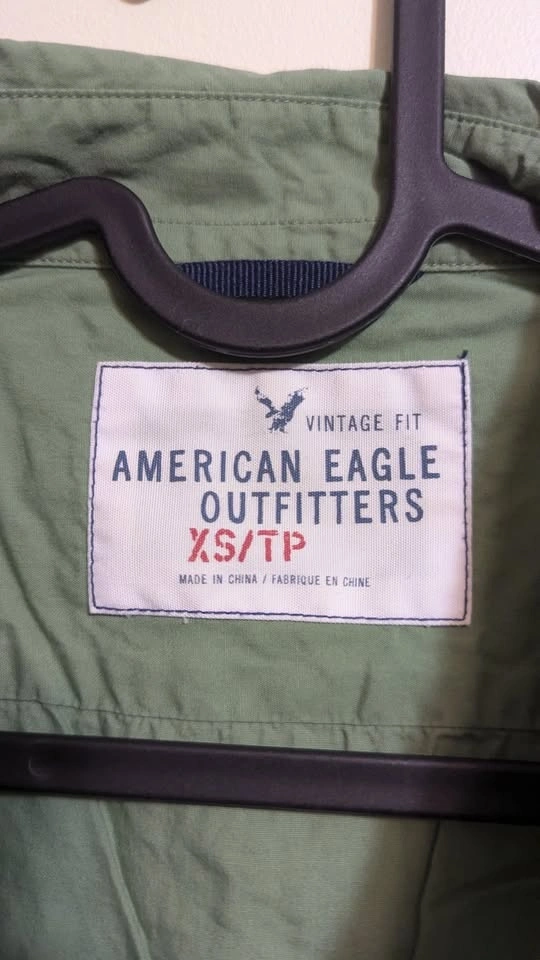 VINTAGE FIT
AMERICAN EAGLE
OUTFITTERS
XS/TP
MADE IN CHINA / FABRIQUE EN CHINE